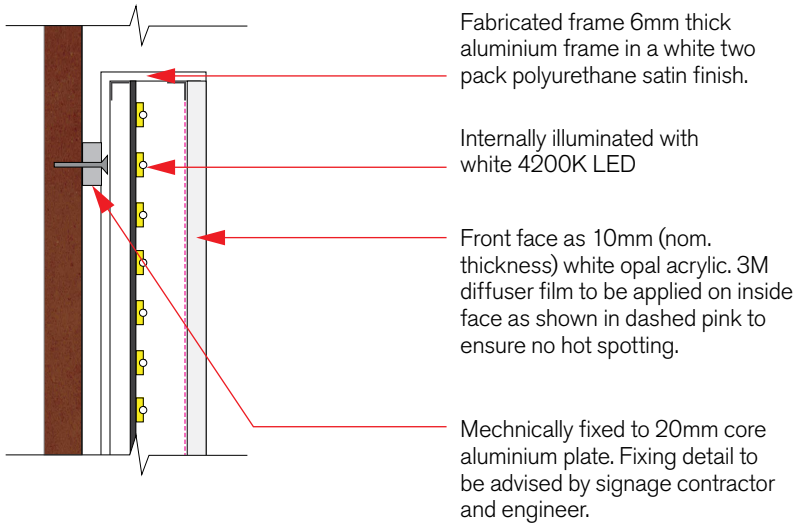 Fabricated frame 6mm thick
aluminium frame in a white two
pack polyurethane satin finish.
Internally illuminated with
white 4200K LED
Front face as 10mm (nom.
thickness) white opal acrylic. 3M
diffuser film to be applied on inside
face as shown in dashed pink to
ensure no hot spotting.
Mechnically fixed to 20mm core
aluminium plate. Fixing detail to
be advised by signage contractor
and engineer.